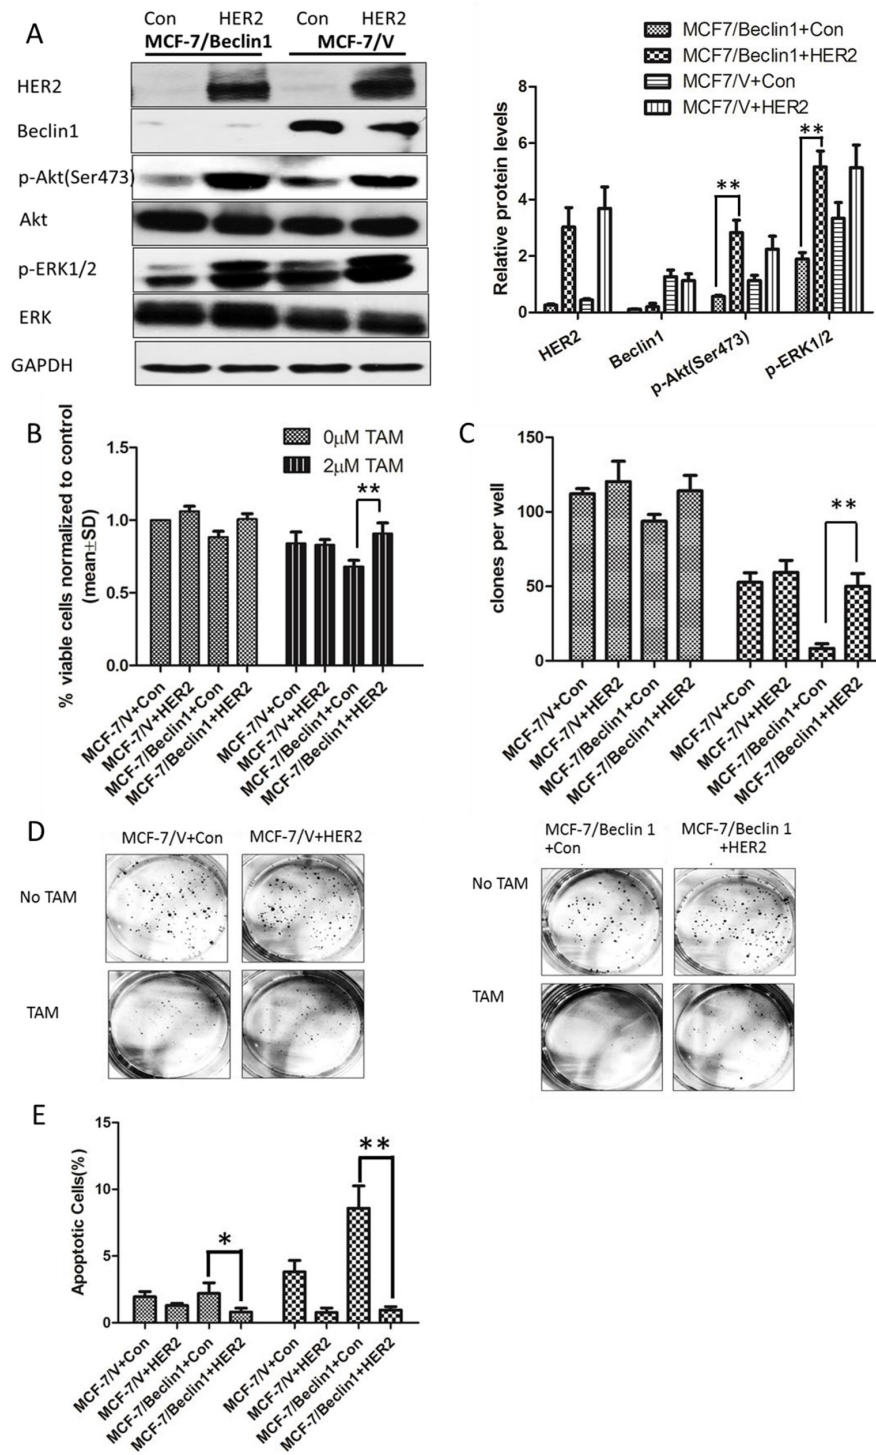 A
Con HER2 Con HER2
MCF-7/Beclin1 MCF-7/V
HER2
Beclin1
p-Akt(Ser473)
Akt
p-ERK1/2
ERK
GAPDH
MCF7/Beclin1+Con
MCF7/Beclin1+HER2
MCF7/V+Con
MCF7/V+HER2
Relative protein levels
8
6
4
2
0
**
**
HER2
Beclin1
p-Akt(Ser473)
p-ERK1/2
B
% viable cells normalized to control
(mean±SD)
1.5
1.0
0.5
0.0
0μM TAM
2μM TAM
**
MCF-7/V+Con
MCF-7/V+HER2
MCF-7/Beclin1+Con
MCF-7/Beclin1+HER2
MCF-7/V+Con
MCF-7/V+HER2
MCF-7/Beclin1+Con
MCF-7/Beclin1+HER2
C
clones per well
150
100
50
0
**
MCF-7/V+Con
MCF-7/V+HER2
MCF-7/Beclin1+Con
MCF-7/Beclin1+HER2
MCF-7/V+Con
MCF-7/V+HER2
MCF-7/Beclin1+Con
MCF-7/Beclin1+HER2
D
MCF-7/V+Con MCF-7/V+HER2
No TAM
TAM
MCF-7/Beclin 1
+Con
MCF-7/Beclin 1
+HER2
No TAM
TAM
E
Apoptotic Cells(%)
15
10
5
0
*
**
MCF-7/V+Con
MCF-7/V+HER2
MCF-7/Beclin1+Con
MCF-7/Beclin1+HER2
MCF-7/V+Con
MCF-7/V+HER2
MCF-7/Beclin1+Con
MCF-7/Beclin1+HER2